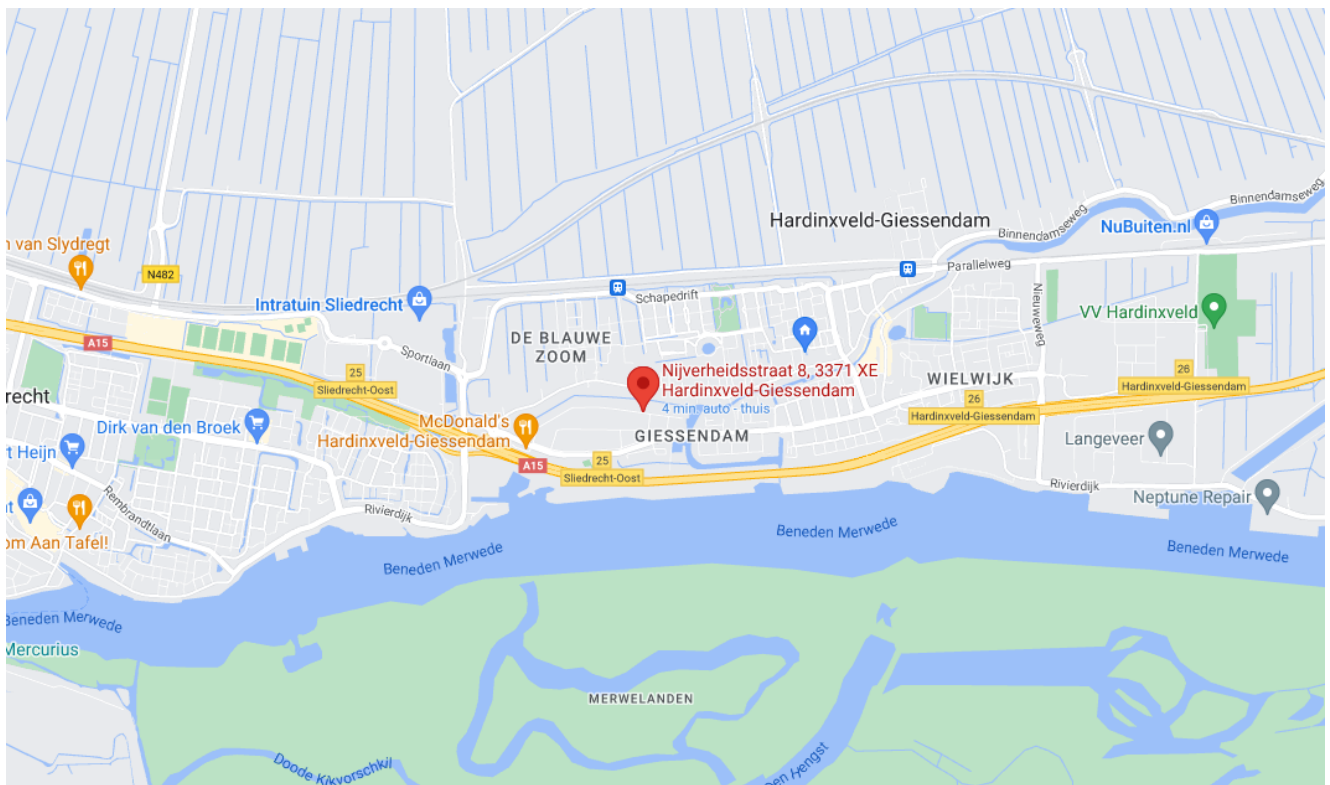 Binnendamseweg
Hardinxveld-Giessendam
Binnendamseweg
NuBuiten.nl
n van Slydregt
N482
Parallelweg
Intratuin Sliedrecht
Schapedrift
Nieuweweg
VV Hardinxveld
A15
Sportlaan
DE BLAUWE
ZOOM
25
Sliedrecht-Oost
Nijverheidsstraat 8, 3371 XE
Hardinxveld-Giessendam
4 min. auto - thuis
WIELWIJK
26
Hardinxveld-Giessendam
26
Hardinxveld-Giessendam
recht
McDonald's
Hardinxveld-Giessendam
Dirk van den Broek
GIESSENDAM
Langeveer
rt Heijn
A15
25
Sliedrecht-Oost
Rembrandtlaan
Rivierdijk
Rivierdijk
Neptune Repair
nt
om Aan Tafel!
Beneden Merwede
Beneden Merwede
Beneden Merwede
Beneden Merwede
Mercurius
MERWELANDEN
Doode Kikvorschkil
Den Hengst